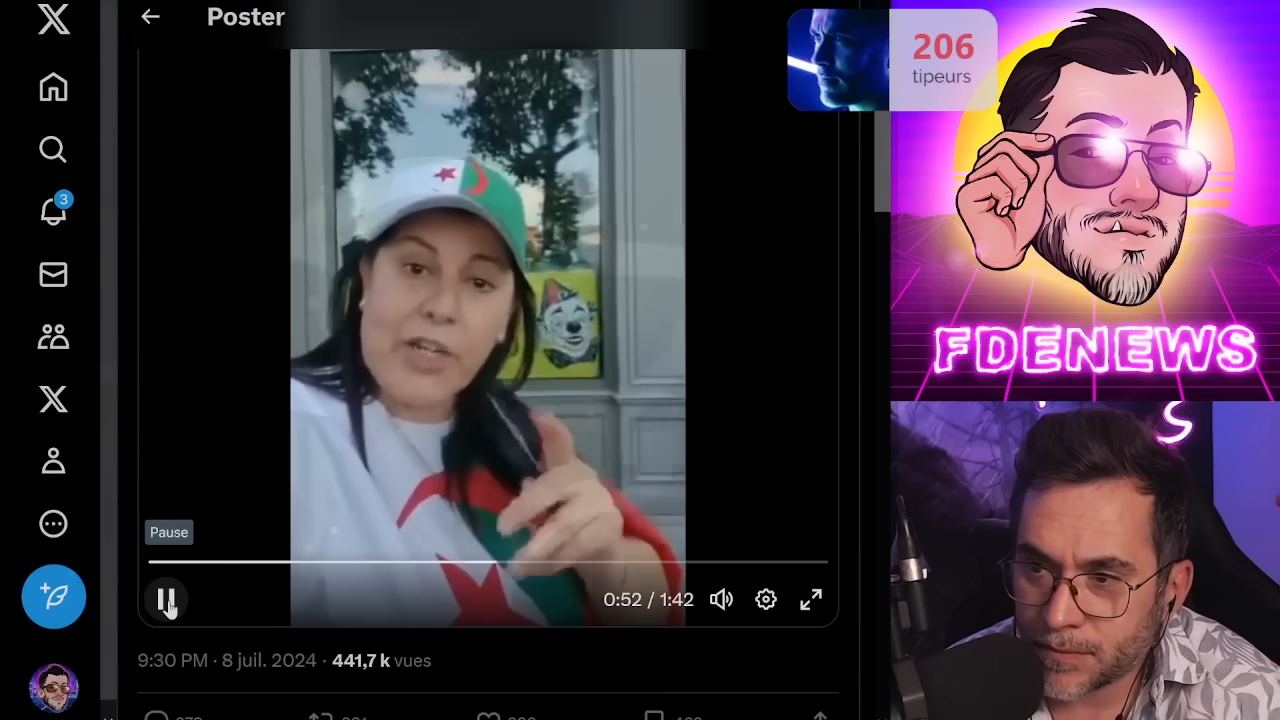 Poster
206
tipeurs
3
FDENEWS
Pause
0:52 / 1:42
9:30 PM · 8 juil. 2024 · 441,7 k vues